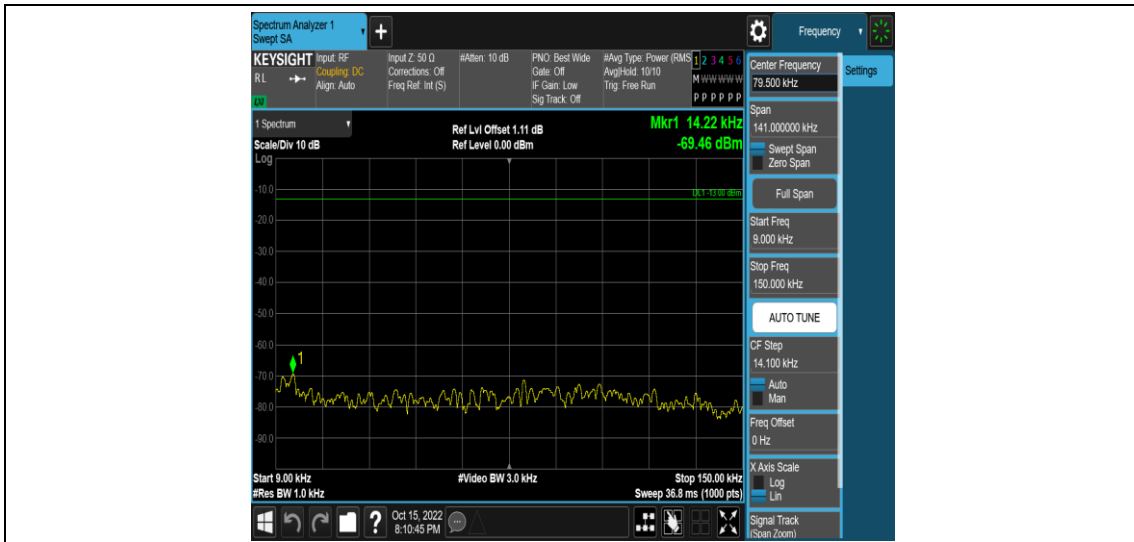 Spectrum Analyzer 1
Swept SA
Frequency
KEYSIGHT
RL
LXI
Input: RF
Coupling: DC
Align: Auto
Input Z: 50 Ω
Corrections: Off
Freq Ref: Int (S)
#Atten: 10 dB
PNO: Best Wide
Gate: Off
IF Gain: Low
Sig Track: Off
#Avg Type: Power (RMS
Avg|Hold: 10/10
Trig: Free Run
1 2 3 4 5 6
M W W W W W
P P P P P P
1 Spectrum
Scale/Div 10 dB
Log
Ref Lvl Offset 1.11 dB
Ref Level 0.00 dBm
Mkr1 14.22 kHz
-69.46 dBm
DL1 -13.00 dBm
-10.0
-20.0
-30.0
-40.0
-50.0
-60.0
-70.0
-80.0
-90.0
1
Start 9.00 kHz
#Res BW 1.0 kHz
#Video BW 3.0 kHz
Stop 150.00 kHz
Sweep 36.8 ms (1000 pts)
Oct 15, 2022
8:10:45 PM
Center Frequency
79.500 kHz
Settings
Span
141.000000 kHz
Swept Span
Zero Span
Full Span
Start Freq
9.000 kHz
Stop Freq
150.000 kHz
AUTO TUNE
CF Step
14.100 kHz
Auto
Man
Freq Offset
0 Hz
X Axis Scale
Log
Lin
Signal Track
(Span Zoom)